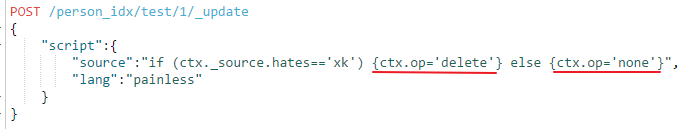 POST /person_idx/test/1/_update
{
"script":{
"source":"if (ctx._source.hates=='xk') {ctx.op='delete'} else {ctx.op='none'}",
"lang":"painless"
}
}